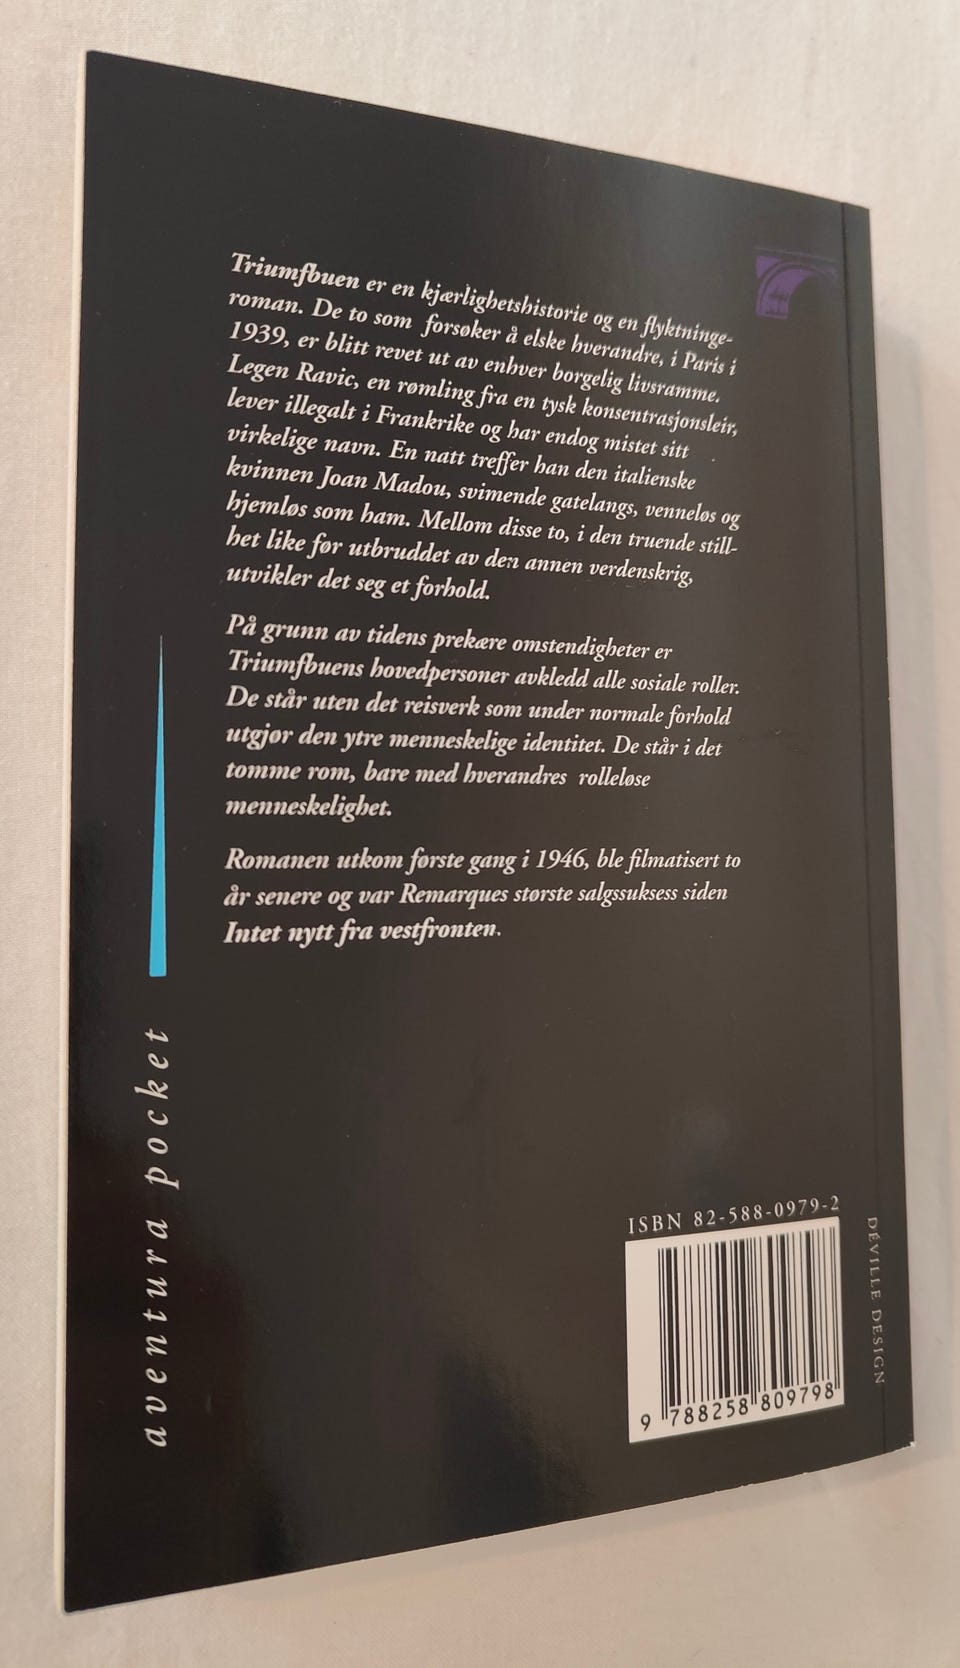 Triumfbuen er en kjærlighetshistorie og en flyktninge-
roman. De to som forsøker å elske hverandre, i Paris i
1939, er blitt revet ut av enhver borgelig livsramme.
Legen Ravic, en rømling fra en tysk konsentrasjonsleir,
lever illegalt i Frankrike og har endog mistet sitt
virkelige navn. En natt treffer han den italienske
kvinnen Joan Madou, svimende gatelangs, venneløs og
hjemløs som ham. Mellom disse to, i den truende still-
het like før utbruddet av den annen verdenskrig,
utvikler det seg et forhold.
På grunn av tidens prekære omstendigheter er
Triumfbuens hovedpersoner avkledd alle sosiale roller.
De står uten det reisverk som under normale forhold
utgjør den ytre menneskelige identitet. De står i det
tomme rom, bare med hverandres rolleløse
menneskelighet.
Romanen utkom første gang i 1946, ble filmatisert to
år senere og var Remarques største salgssuksess siden
Intet nytt fra vestfronten.
aventura pocket
ISBN 82-588-0979-2
9 788258 809798
DÉVILLE DESIGN